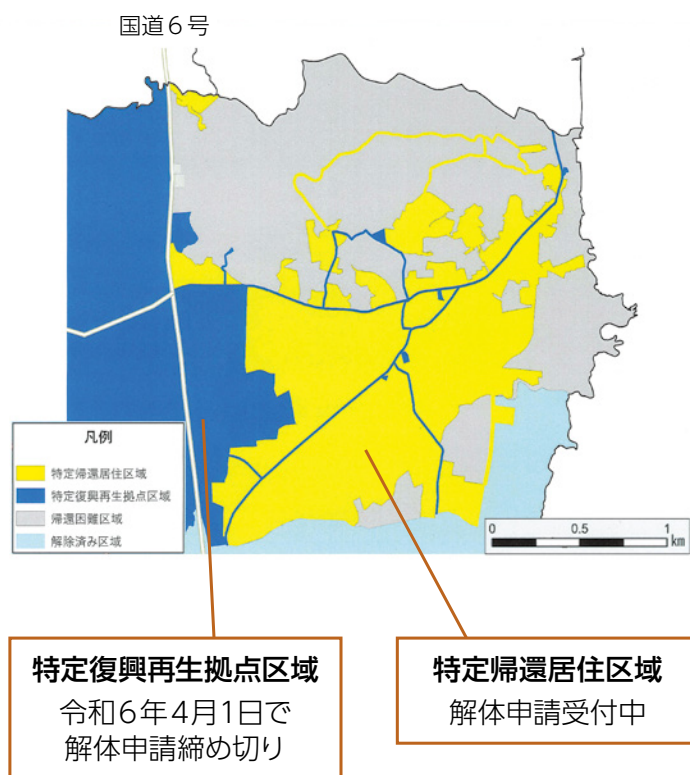 国道6号
凡例
特定帰還居住区域
特定復興再生拠点区域
帰還困難区域
解除済み区域
0 0.5 1
km
特定復興再生拠点区域
令和6年4月1日で
解体申請締め切り
特定帰還居住区域
解体申請受付中